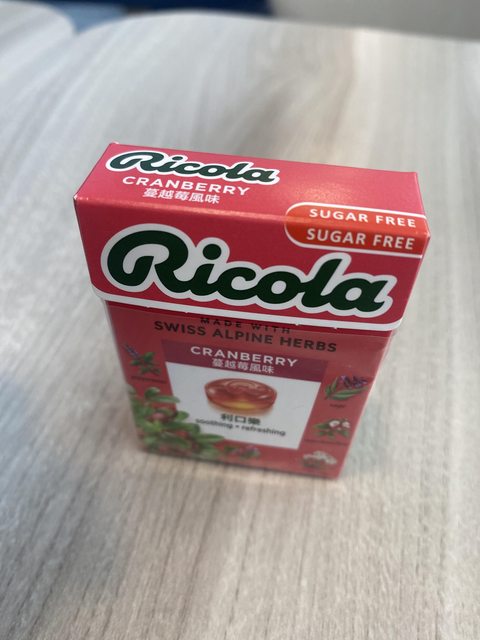 Ricola
CRANBERRY
蔓越莓風味
SUGAR FREE
SUGAR FREE
Ricola
MADE WITH
SWISS ALPINE HERBS
CRANBERRY
蔓越莓風味
利口樂
soothing • refreshing
sage